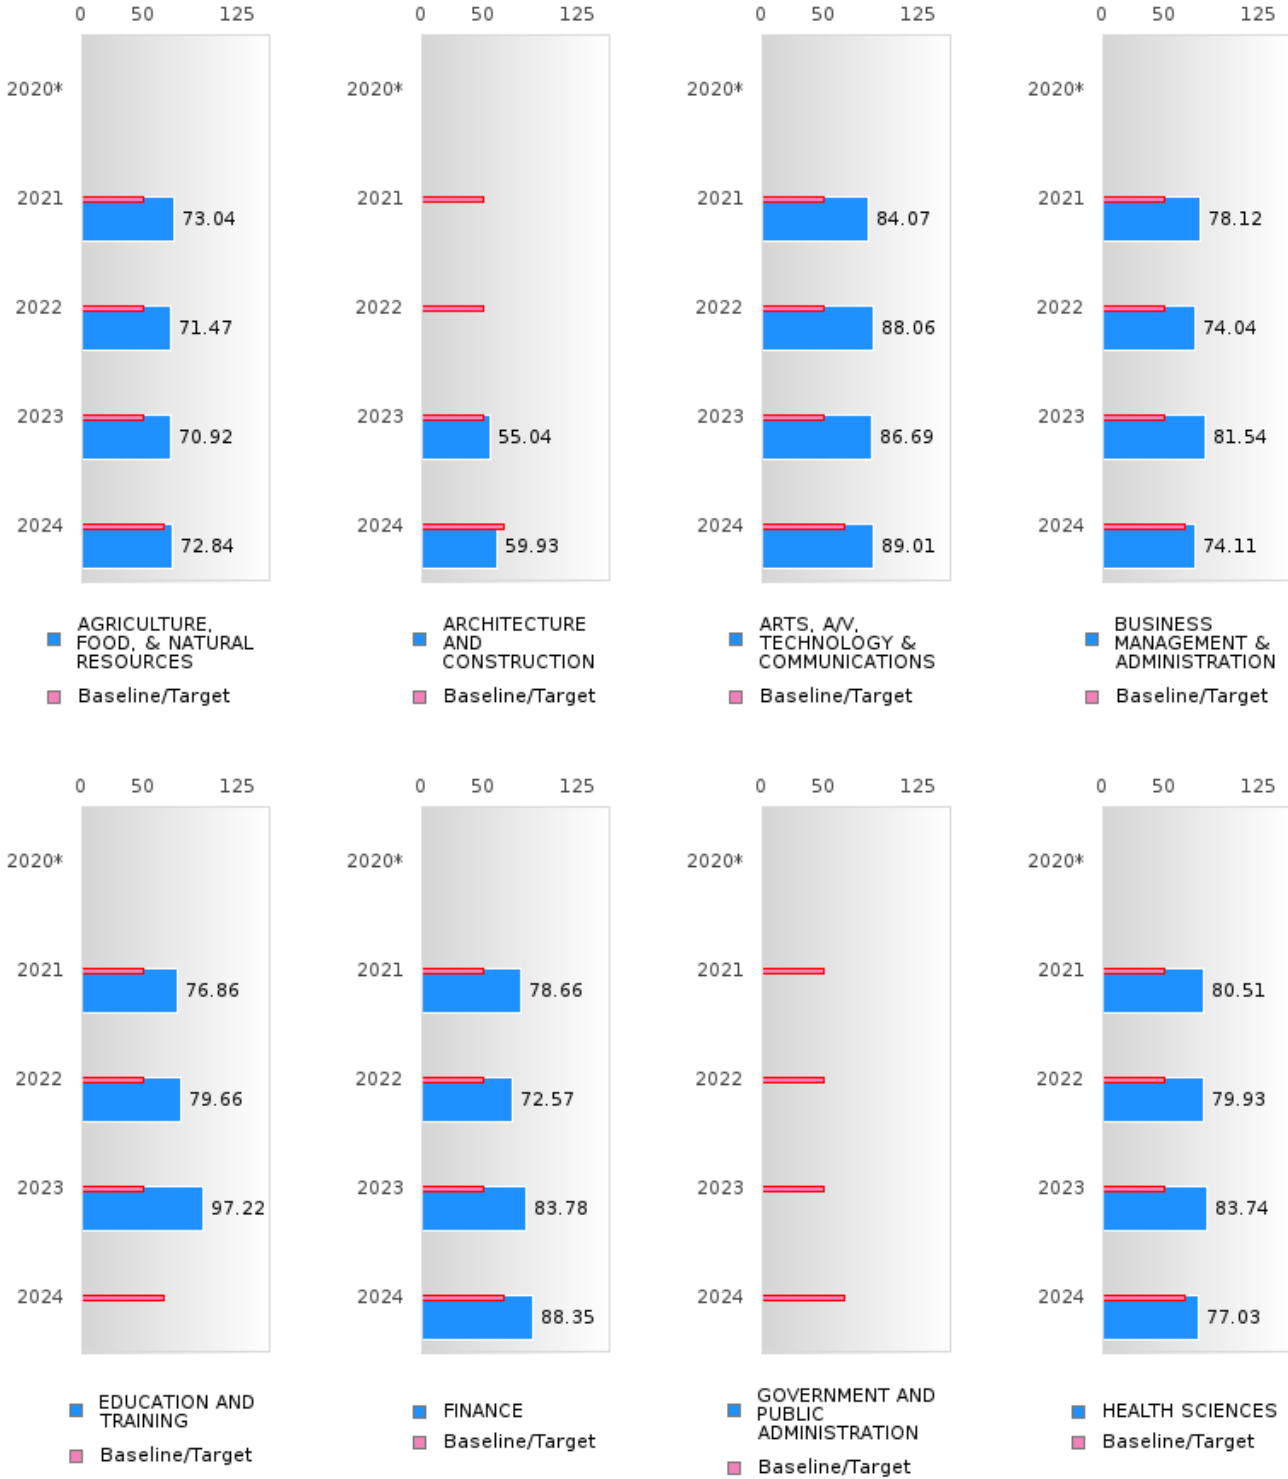 0 50 125
2020*
2021
73.04
2022
71.47
2023
70.92
2024
72.84
AGRICULTURE,
FOOD, & NATURAL
RESOURCES
Baseline/Target
0 50 125
2020*
2021
2022
2023
55.04
2024
59.93
ARCHITECTURE
AND
CONSTRUCTION
Baseline/Target
0 50 125
2020*
2021
84.07
2022
88.06
2023
86.69
2024
89.01
ARTS, A/V,
TECHNOLOGY &
COMMUNICATIONS
Baseline/Target
0 50 125
2020*
2021
78.12
2022
74.04
2023
81.54
2024
74.11
BUSINESS
MANAGEMENT &
ADMINISTRATION
Baseline/Target
0 50 125
2020*
2021
76.86
2022
79.66
2023
97.22
2024
EDUCATION AND
TRAINING
Baseline/Target
0 50 125
2020*
2021
78.66
2022
72.57
2023
83.78
2024
88.35
FINANCE
Baseline/Target
0 50 125
2020*
2021
2022
2023
2024
GOVERNMENT AND
PUBLIC
ADMINISTRATION
Baseline/Target
0 50 125
2020*
2021
80.51
2022
79.93
2023
83.74
2024
77.03
HEALTH SCIENCES
Baseline/Target